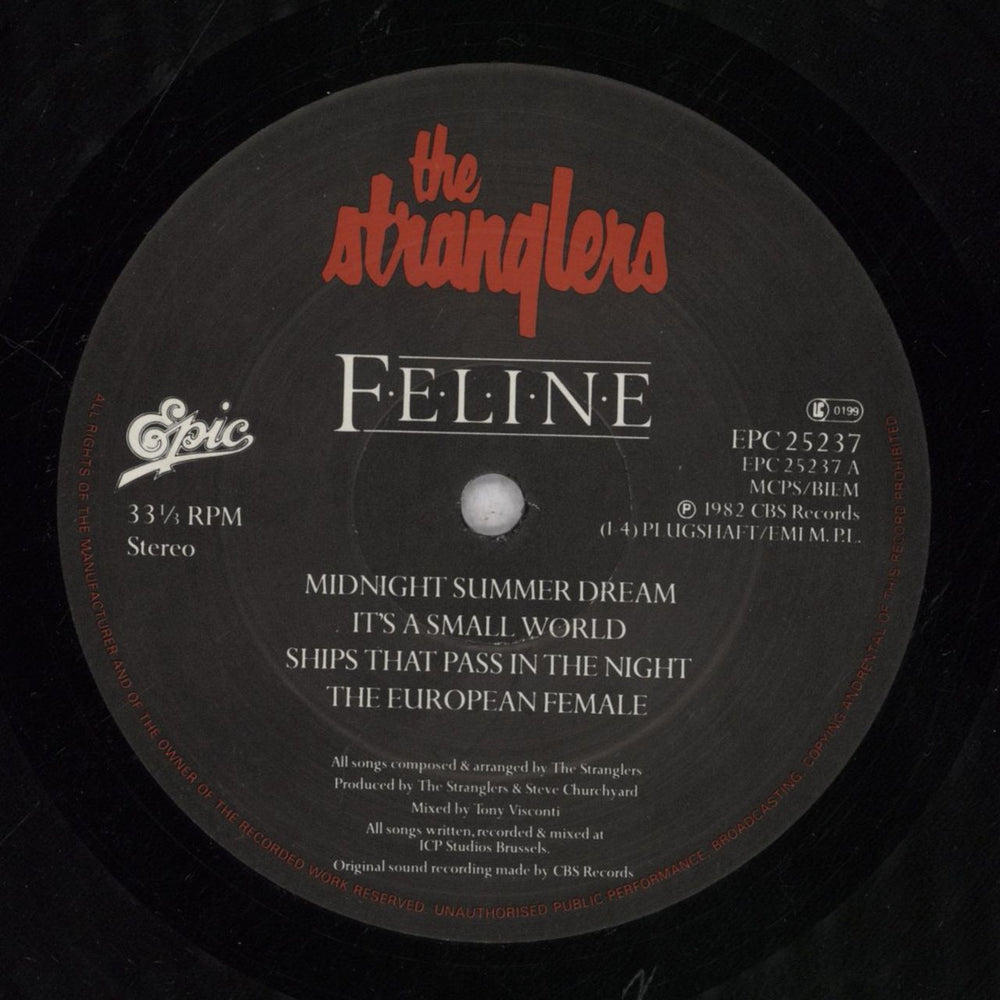 the
stranglers
F·E·L·I·N·E
Epic
33⅓ RPM
Stereo
LC 0199
EPC 25237
EPC 25237 A
MCPS/BIEM
℗ 1982 CBS Records
(1-4) PLUGSHAFT/EMI M.P.L.
MIDNIGHT SUMMER DREAM
IT'S A SMALL WORLD
SHIPS THAT PASS IN THE NIGHT
THE EUROPEAN FEMALE
All songs composed & arranged by The Stranglers
Produced by The Stranglers & Steve Churchyard
Mixed by Tony Visconti
All songs written, recorded & mixed at
ICP Studios Brussels.
Original sound recording made by CBS Records
ALL RIGHTS OF THE MANUFACTURER AND OF THE OWNER OF THE RECORDED WORK RESERVED. UNAUTHORISED PUBLIC PERFORMANCE, BROADCASTING, COPYING AND RENTAL OF THIS RECORD PROHIBITED